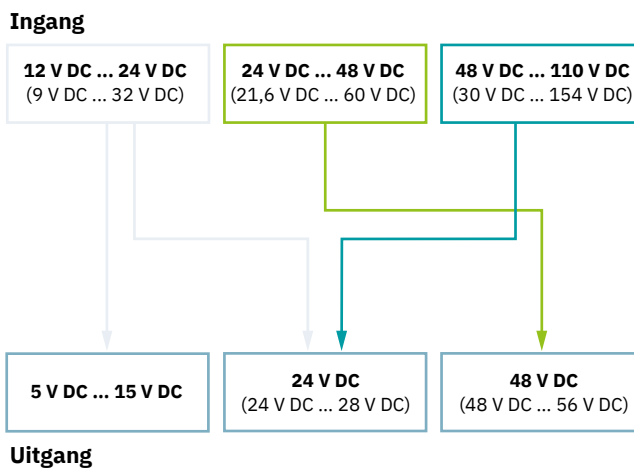 Ingang
12 V DC ... 24 V DC
(9 V DC ... 32 V DC)
24 V DC ... 48 V DC
(21,6 V DC ... 60 V DC)
48 V DC ... 110 V DC
(30 V DC ... 154 V DC)
5 V DC ... 15 V DC
24 V DC
(24 V DC ... 28 V DC)
48 V DC
(48 V DC ... 56 V DC)
Uitgang